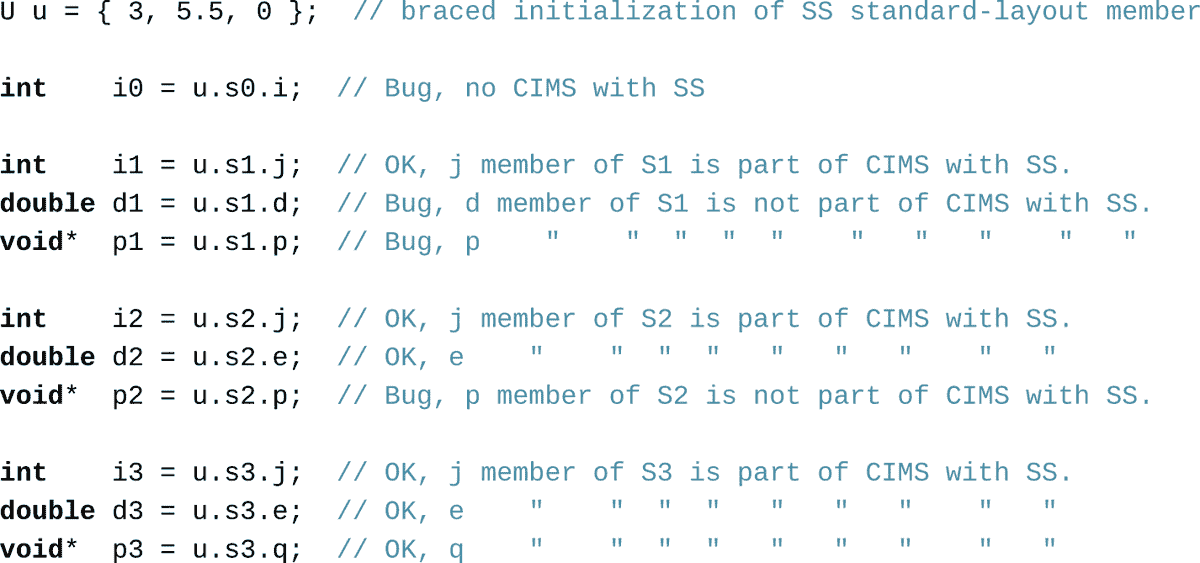 U u = { 3, 5.5, 0 };  // braced initialization of SS standard-layout member
int    i0 = u.s0.i;  // Bug, no CIMS with SS
int    i1 = u.s1.j;  // OK, j member of S1 is part of CIMS with SS.
double d1 = u.s1.d;  // Bug, d member of S1 is not part of CIMS with SS.
void*  p1 = u.s1.p;  // Bug, p    "    "  "  "  "    "   "   "    "   "
int    i2 = u.s2.j;  // OK, j member of S2 is part of CIMS with SS.
double d2 = u.s2.e;  // OK, e    "    "  "  "   "   "   "    "   "
void*  p2 = u.s2.p;  // Bug, p member of S2 is not part of CIMS with SS.
int    i3 = u.s3.j;  // OK, j member of S3 is part of CIMS with SS.
double d3 = u.s3.e;  // OK, e    "    "  "  "   "   "   "    "   "
void*  p3 = u.s3.q;  // OK, q    "    "  "  "   "   "   "    "   "